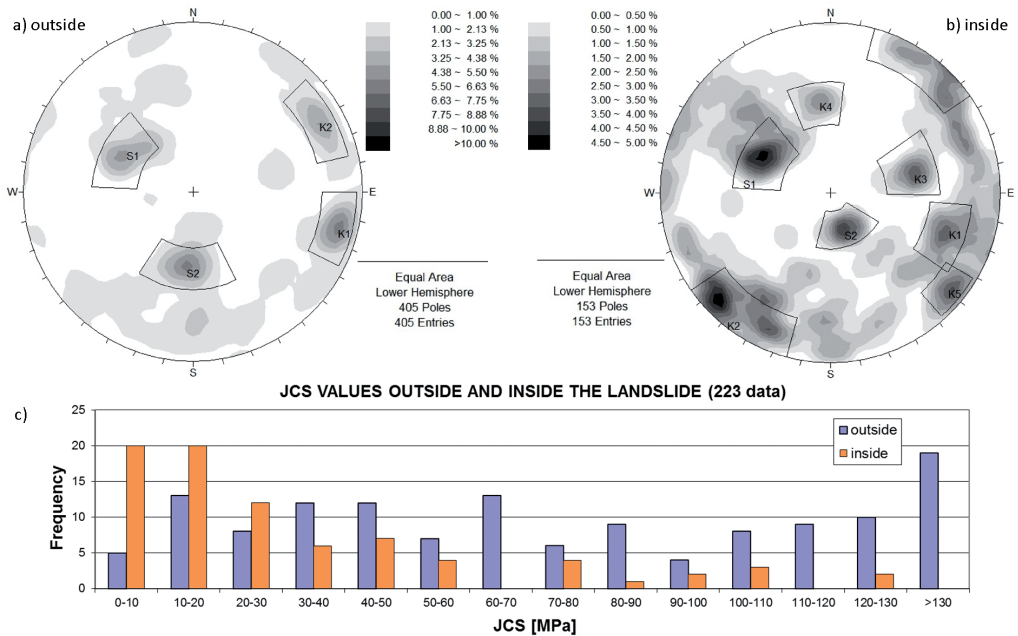 a) outside
N
W
E
S
S1
K2
K1
S2
0.00 ~ 1.00 %
1.00 ~ 2.13 %
2.13 ~ 3.25 %
3.25 ~ 4.38 %
4.38 ~ 5.50 %
5.50 ~ 6.63 %
6.63 ~ 7.75 %
7.75 ~ 8.88 %
8.88 ~ 10.00 %
>10.00 %
Equal Area
Lower Hemisphere
405 Poles
405 Entries
0.00 ~ 0.50 %
0.50 ~ 1.00 %
1.00 ~ 1.50 %
1.50 ~ 2.00 %
2.00 ~ 2.50 %
2.50 ~ 3.00 %
3.00 ~ 3.50 %
3.50 ~ 4.00 %
4.00 ~ 4.50 %
4.50 ~ 5.00 %
Equal Area
Lower Hemisphere
153 Poles
153 Entries
b) inside
N
W
E
S
K4
S1
K3
S2
K1
K5
K2
JCS VALUES OUTSIDE AND INSIDE THE LANDSLIDE (223 data)
c)
Frequency
25
20
15
10
5
0
outside
inside
0-10 10-20 20-30 30-40 40-50 50-60 60-70 70-80 80-90 90-100 100-110 110-120 120-130 >130
JCS [MPa]